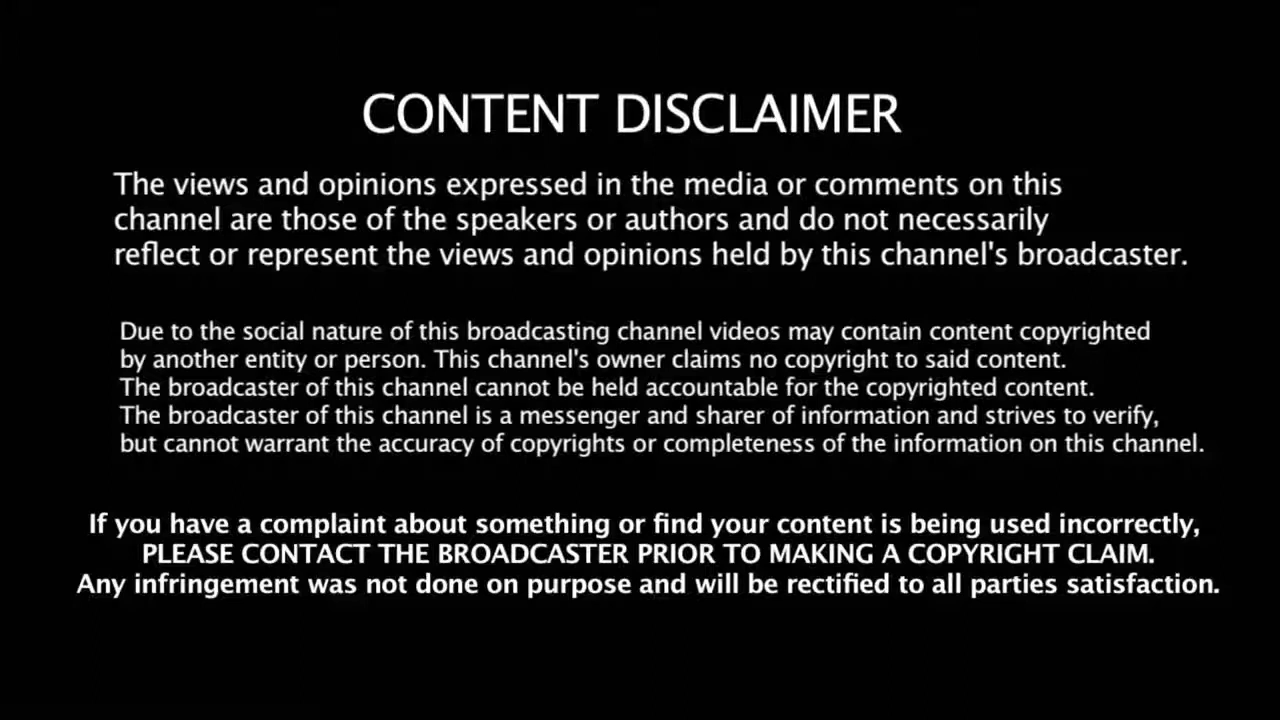 CONTENT DISCLAIMER
The views and opinions expressed in the media or comments on this
channel are those of the speakers or authors and do not necessarily
reflect or represent the views and opinions held by this channel's broadcaster.
Due to the social nature of this broadcasting channel videos may contain content copyrighted
by another entity or person. This channel's owner claims no copyright to said content.
The broadcaster of this channel cannot be held accountable for the copyrighted content.
The broadcaster of this channel is a messenger and sharer of information and strives to verify,
but cannot warrant the accuracy of copyrights or completeness of the information on this channel.
If you have a complaint about something or find your content is being used incorrectly,
PLEASE CONTACT THE BROADCASTER PRIOR TO MAKING A COPYRIGHT CLAIM.
Any infringement was not done on purpose and will be rectified to all parties satisfaction.